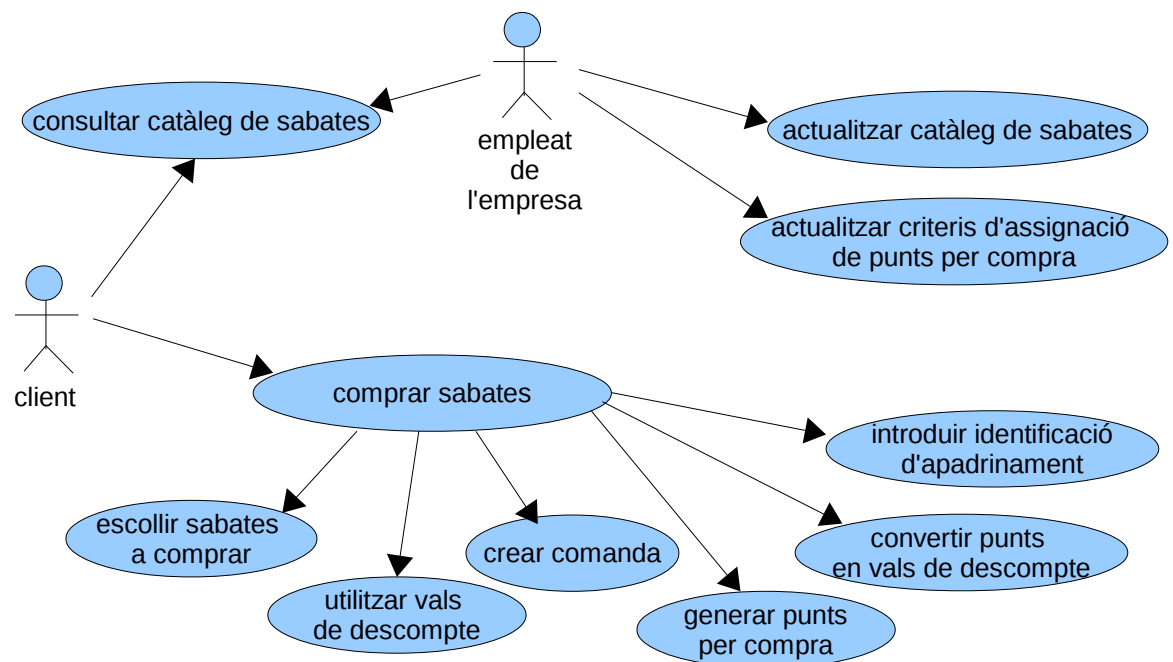 consultar catàleg de sabates
empleat
de
l'empresa
actualitzar catàleg de sabates
actualitzar criteris d'assignació
de punts per compra
client
comprar sabates
introduir identificació
d'apadrinament
escollir sabates
a comprar
crear comanda
convertir punts
en vals de descompte
utilitzar vals
de descompte
generar punts
per compra